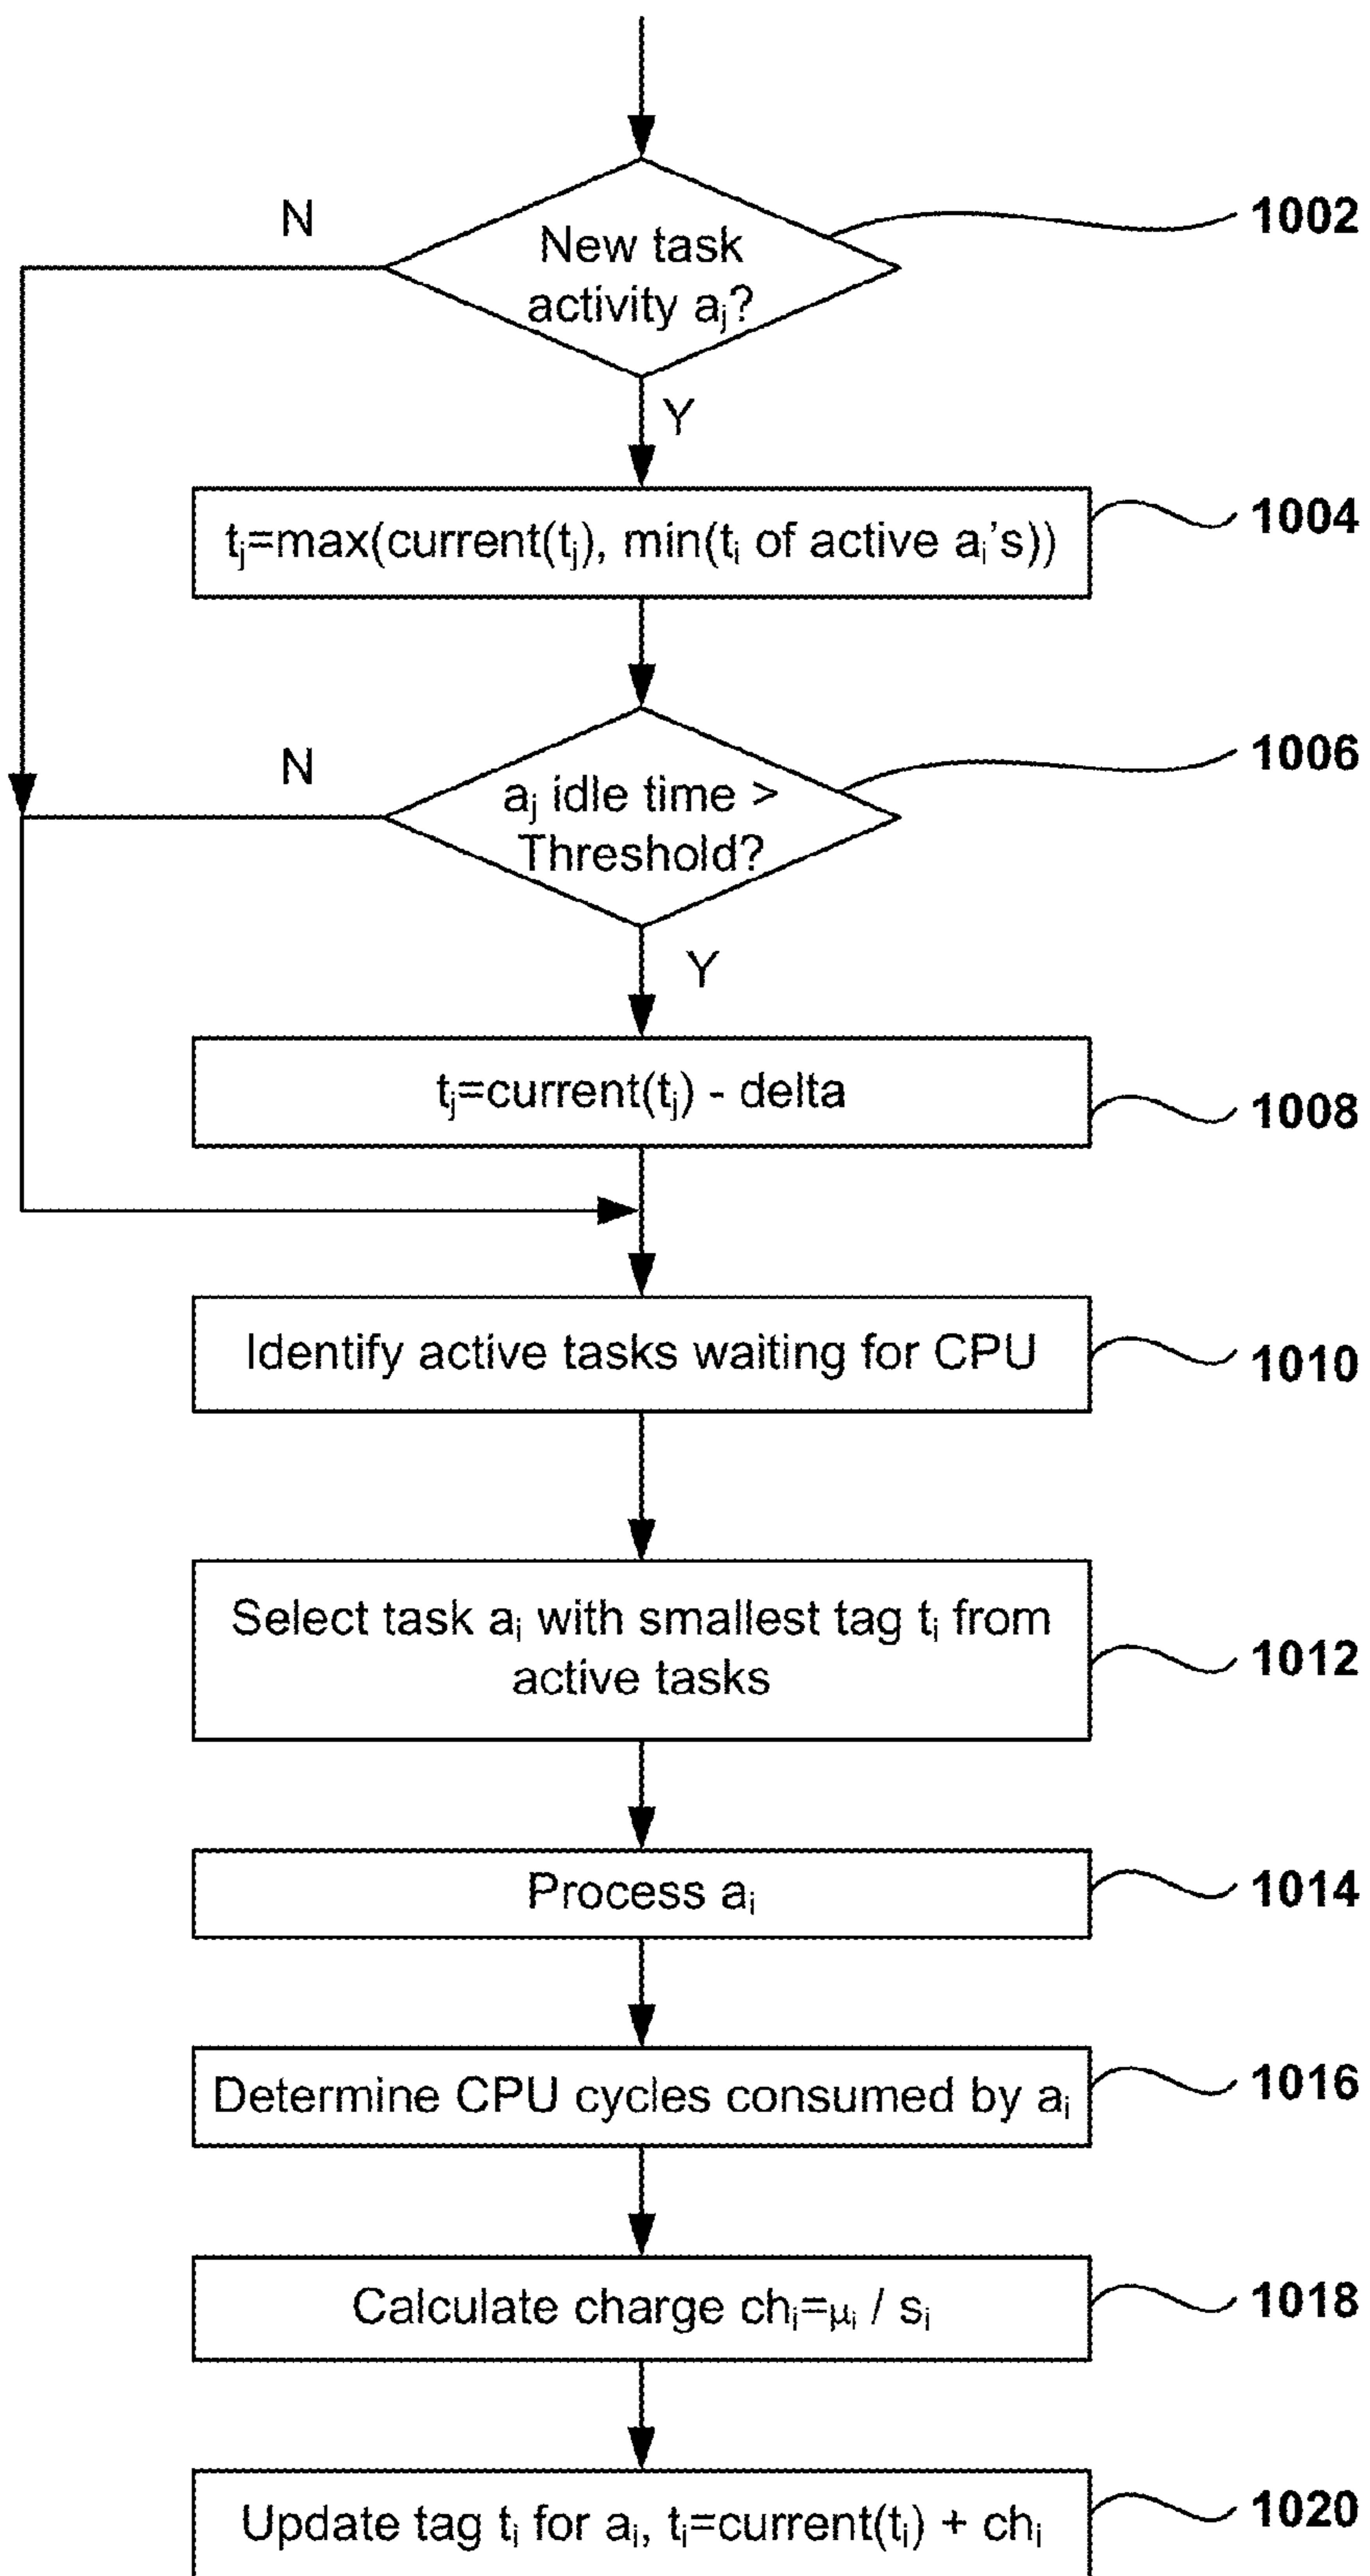 N
1002
New task
activity aⱼ?
Y
tⱼ=max(current(tⱼ), min(tᵢ of active aᵢ's))
1004
N
1006
aⱼ idle time >
Threshold?
Y
tⱼ=current(tⱼ) - delta
1008
Identify active tasks waiting for CPU
1010
Select task aᵢ with smallest tag tᵢ from
active tasks
1012
Process aᵢ
1014
Determine CPU cycles consumed by aᵢ
1016
Calculate charge chᵢ=μᵢ / sᵢ
1018
Update tag tᵢ for aᵢ, tᵢ=current(tᵢ) + chᵢ
1020